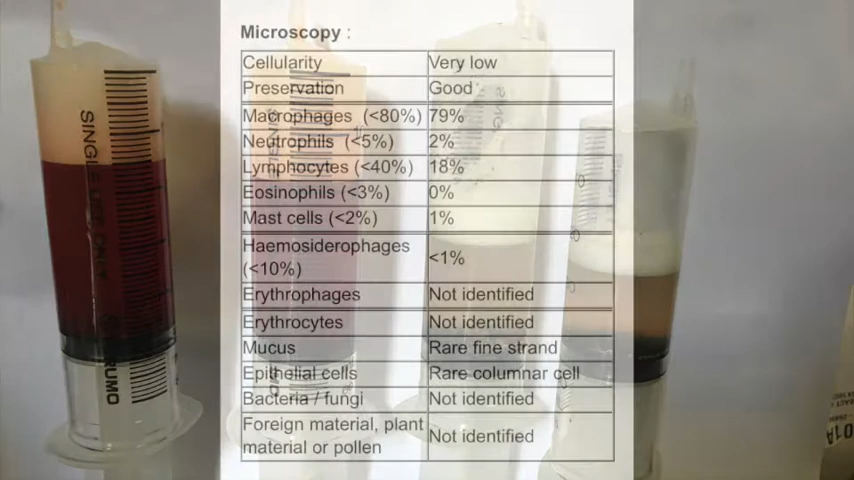 Microscopy :
Cellularity Very low
Preservation Good
Macrophages (<80%) 79%
Neutrophils (<5%) 2%
Lymphocytes (<40%) 18%
Eosinophils (<3%) 0%
Mast cells (<2%) 1%
Haemosiderophages
(<10%) <1%
Erythrophages Not identified
Erythrocytes Not identified
Mucus Rare fine strand
Epithelial cells Rare columnar cell
Bacteria / fungi Not identified
Foreign material, plant
material or pollen Not identified
SINGLE USE ONLY
RUMO
01A